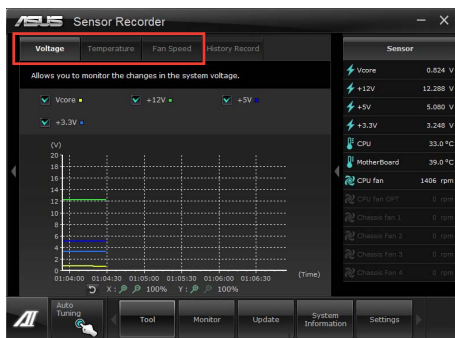 ASUS Sensor Recorder
Voltage Temperature Fan Speed History Record
Allows you to monitor the changes in the system voltage.
Vcore +12V +5V
+3.3V
(V)
20
18
16
14
12
10
8
6
4
2
0
01:04:00 01:04:30 01:05:00 01:05:30 01:06:00 01:06:30 (Time)
X : 100% Y : 100%
Sensor
Vcore 0.824 V
+12V 12.288 V
+5V 5.080 V
+3.3V 3.248 V
CPU 33.0 °C
MotherBoard 39.0 °C
CPU fan 1406 rpm
CPU fan OPT 0 rpm
Chassis fan 1 0 rpm
Chassis Fan 2 0 rpm
Chassis Fan 3 0 rpm
Chassis Fan 4 0 rpm
Auto
Tuning
Tool
Monitor
Update
System
Information
Settings